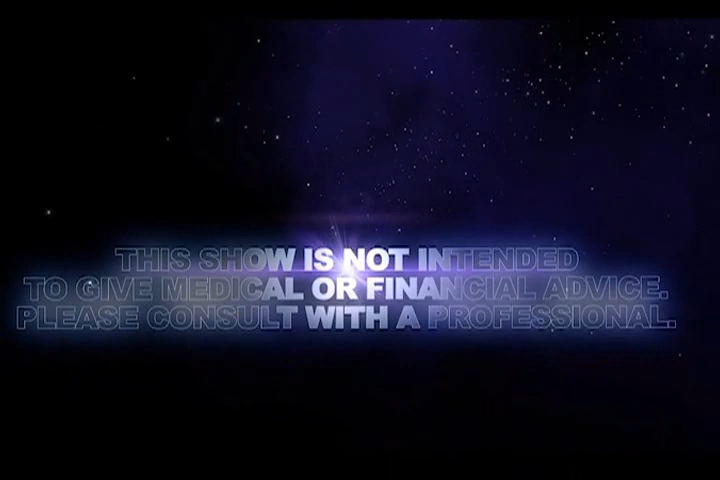 THIS SHOW IS NOT INTENDED
TO GIVE MEDICAL OR FINANCIAL ADVICE.
PLEASE CONSULT WITH A PROFESSIONAL.